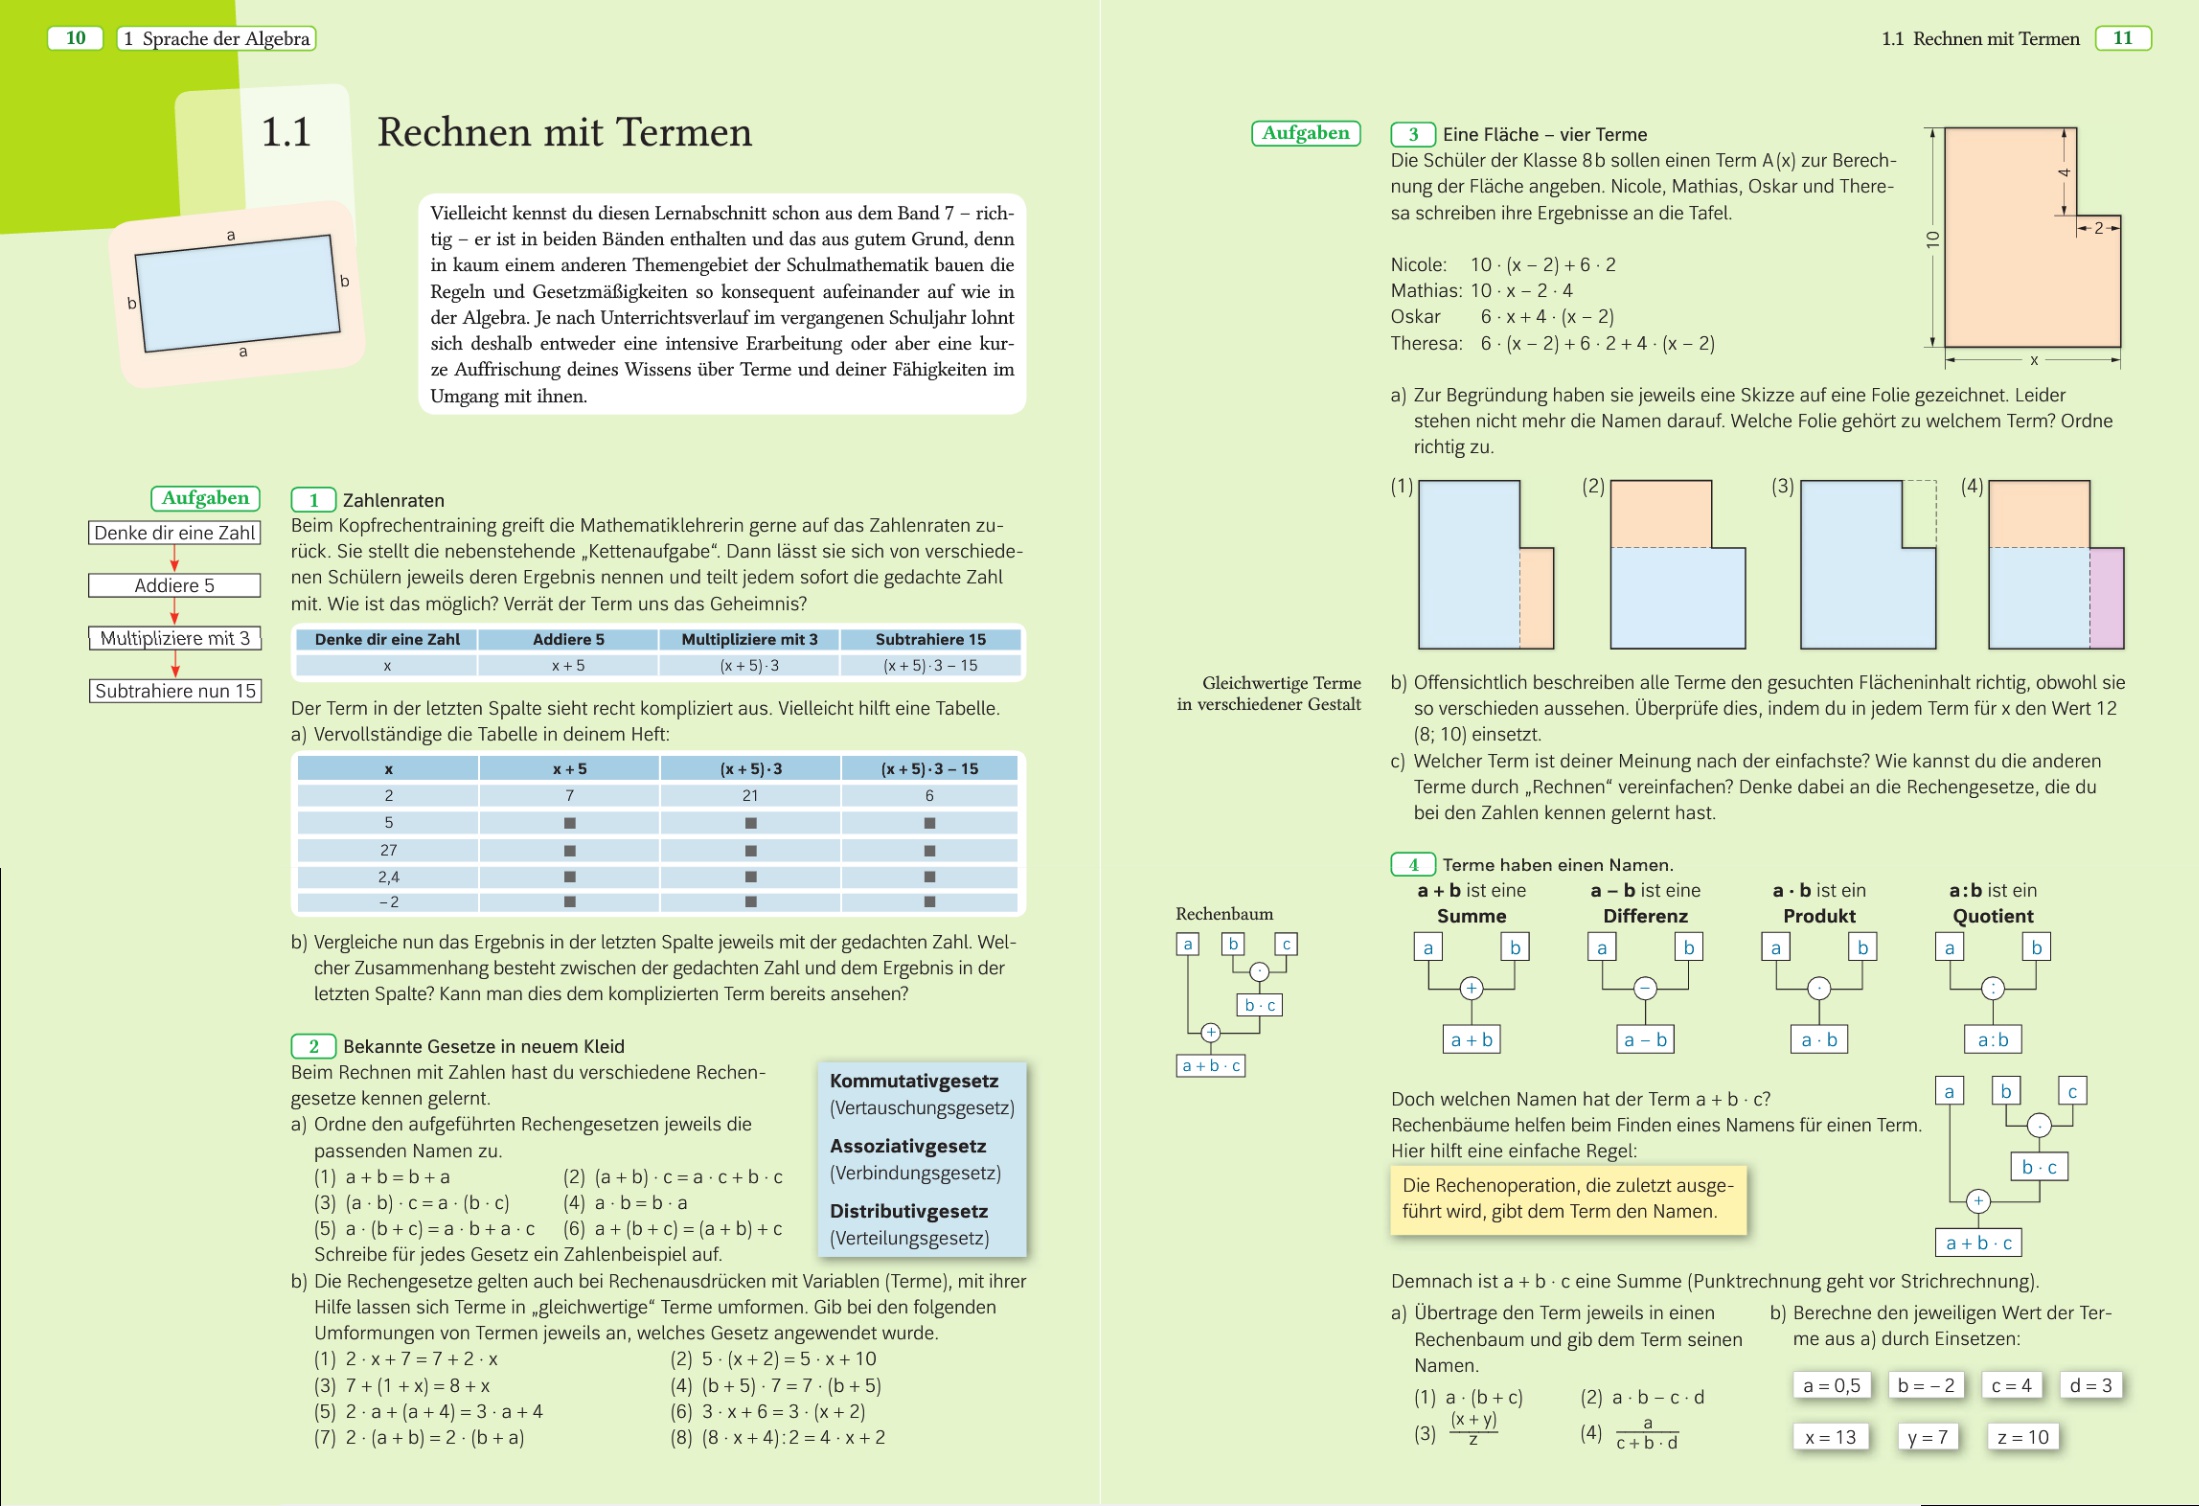 10 1 Sprache der Algebra
1.1 Rechnen mit Termen
a
b
b
a
Vielleicht kennst du diesen Lernabschnitt schon aus dem Band 7 – rich-
tig – er ist in beiden Bänden enthalten und das aus gutem Grund, denn
in kaum einem anderen Themengebiet der Schulmathematik bauen die
Regeln und Gesetzmäßigkeiten so konsequent aufeinander auf wie in
der Algebra. Je nach Unterrichtsverlauf im vergangenen Schuljahr lohnt
sich deshalb entweder eine intensive Erarbeitung oder aber eine kur-
ze Auffrischung deines Wissens über Terme und deiner Fähigkeiten im
Umgang mit ihnen.
Aufgaben
Denke dir eine Zahl
Addiere 5
Multipliziere mit 3
Subtrahiere nun 15
1 Zahlenraten
Beim Kopfrechentraining greift die Mathematiklehrerin gerne auf das Zahlenraten zu-
rück. Sie stellt die nebenstehende „Kettenaufgabe“. Dann lässt sie sich von verschiede-
nen Schülern jeweils deren Ergebnis nennen und teilt jedem sofort die gedachte Zahl
mit. Wie ist das möglich? Verrät der Term uns das Geheimnis?
Denke dir eine Zahl Addiere 5 Multipliziere mit 3 Subtrahiere 15
x x + 5 (x + 5) · 3 (x + 5) · 3 – 15
Der Term in der letzten Spalte sieht recht kompliziert aus. Vielleicht hilft eine Tabelle.
a) Vervollständige die Tabelle in deinem Heft:
x x + 5 (x + 5) · 3 (x + 5) · 3 – 15
2 7 21 6
5 ■ ■ ■
27 ■ ■ ■
2,4 ■ ■ ■
– 2 ■ ■ ■
b) Vergleiche nun das Ergebnis in der letzten Spalte jeweils mit der gedachten Zahl. Wel-
cher Zusammenhang besteht zwischen der gedachten Zahl und dem Ergebnis in der
letzten Spalte? Kann man dies dem komplizierten Term bereits ansehen?
2 Bekannte Gesetze in neuem Kleid
Beim Rechnen mit Zahlen hast du verschiedene Rechen-
gesetze kennen gelernt.
a) Ordne den aufgeführten Rechengesetzen jeweils die
passenden Namen zu.
(1) a + b = b + a (2) (a + b) · c = a · c + b · c
(3) (a · b) · c = a · (b · c) (4) a · b = b · a
(5) a · (b + c) = a · b + a · c (6) a + (b + c) = (a + b) + c
Schreibe für jedes Gesetz ein Zahlenbeispiel auf.
Kommutativgesetz
(Vertauschungsgesetz)
Assoziativgesetz
(Verbindungsgesetz)
Distributivgesetz
(Verteilungsgesetz)
b) Die Rechengesetze gelten auch bei Rechenausdrücken mit Variablen (Terme), mit ihrer
Hilfe lassen sich Terme in „gleichwertige“ Terme umformen. Gib bei den folgenden
Umformungen von Termen jeweils an, welches Gesetz angewendet wurde.
(1) 2 · x + 7 = 7 + 2 · x (2) 5 · (x + 2) = 5 · x + 10
(3) 7 + (1 + x) = 8 + x (4) (b + 5) · 7 = 7 · (b + 5)
(5) 2 · a + (a + 4) = 3 · a + 4 (6) 3 · x + 6 = 3 · (x + 2)
(7) 2 · (a + b) = 2 · (b + a) (8) (8 · x + 4) : 2 = 4 · x + 2
1.1 Rechnen mit Termen 11
Aufgaben
3 Eine Fläche – vier Terme
Die Schüler der Klasse 8 b sollen einen Term A (x) zur Berech-
nung der Fläche angeben. Nicole, Mathias, Oskar und There-
sa schreiben ihre Ergebnisse an die Tafel.
Nicole: 10 · (x – 2) + 6 · 2
Mathias: 10 · x – 2 · 4
Oskar 6 · x + 4 · (x – 2)
Theresa: 6 · (x – 2) + 6 · 2 + 4 · (x – 2)
4
2
10
x
a) Zur Begründung haben sie jeweils eine Skizze auf eine Folie gezeichnet. Leider
stehen nicht mehr die Namen darauf. Welche Folie gehört zu welchem Term? Ordne
richtig zu.
(1) (2) (3) (4)
Gleichwertige Terme
in verschiedener Gestalt
b) Offensichtlich beschreiben alle Terme den gesuchten Flächeninhalt richtig, obwohl sie
so verschieden aussehen. Überprüfe dies, indem du in jedem Term für x den Wert 12
(8; 10) einsetzt.
c) Welcher Term ist deiner Meinung nach der einfachste? Wie kannst du die anderen
Terme durch „Rechnen“ vereinfachen? Denke dabei an die Rechengesetze, die du
bei den Zahlen kennen gelernt hast.
4 Terme haben einen Namen.
a + b ist eine a – b ist eine a · b ist ein a : b ist ein
Summe Differenz Produkt Quotient
a b a b a b a b
+ – · :
a + b a – b a · b a : b
Rechenbaum
a b c
·
b · c
+
a + b · c
Doch welchen Namen hat der Term a + b · c?
Rechenbäume helfen beim Finden eines Namens für einen Term.
Hier hilft eine einfache Regel:
Die Rechenoperation, die zuletzt ausge-
führt wird, gibt dem Term den Namen.
a b c
·
b · c
+
a + b · c
Demnach ist a + b · c eine Summe (Punktrechnung geht vor Strichrechnung).
a) Übertrage den Term jeweils in einen
Rechenbaum und gib dem Term seinen
Namen.
(1) a · (b + c) (2) a · b – c · d
(3) (x + y)
z
(4) a
c + b · d
b) Berechne den jeweiligen Wert der Ter-
me aus a) durch Einsetzen:
a = 0,5 b = – 2 c = 4 d = 3
x = 13 y = 7 z = 10